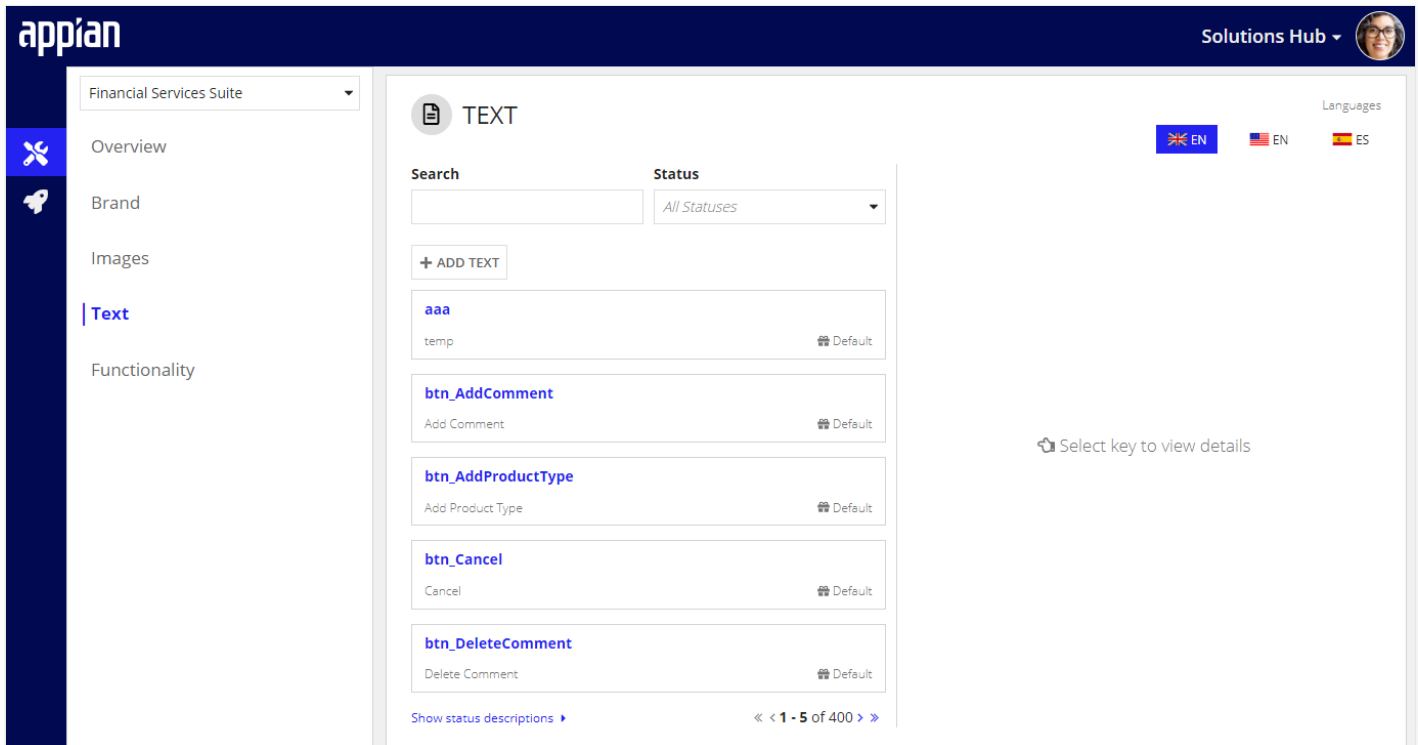 appian
Solutions Hub
Financial Services Suite
Overview
Brand
Images
Text
Functionality
TEXT
Languages
EN
EN
ES
Search
Status
All Statuses
+ ADD TEXT
aaa
temp
Default
btn_AddComment
Add Comment
Default
btn_AddProductType
Add Product Type
Default
btn_Cancel
Cancel
Default
btn_DeleteComment
Delete Comment
Default
Select key to view details
Show status descriptions
« < 1 - 5 of 400 > »